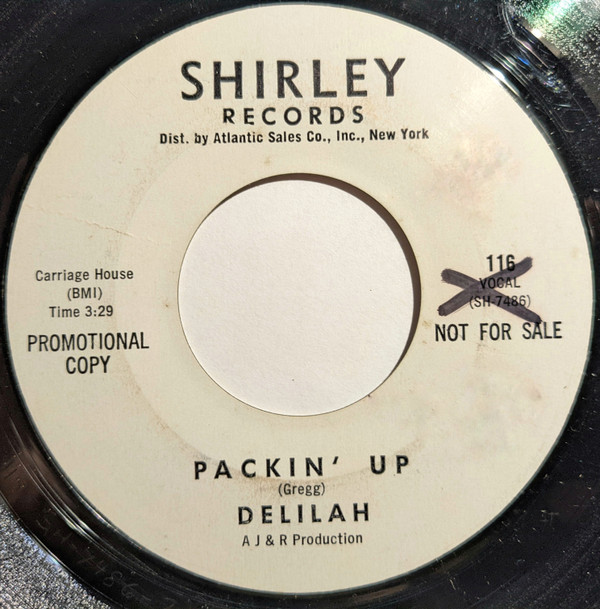 SHIRLEY
RECORDS
Dist. by Atlantic Sales Co., Inc., New York
Carriage House
(BMI)
Time 3:29
PROMOTIONAL
COPY
116
VOCAL
(SH-7486)
NOT FOR SALE
PACKIN' UP
(Gregg)
DELILAH
A J & R Production